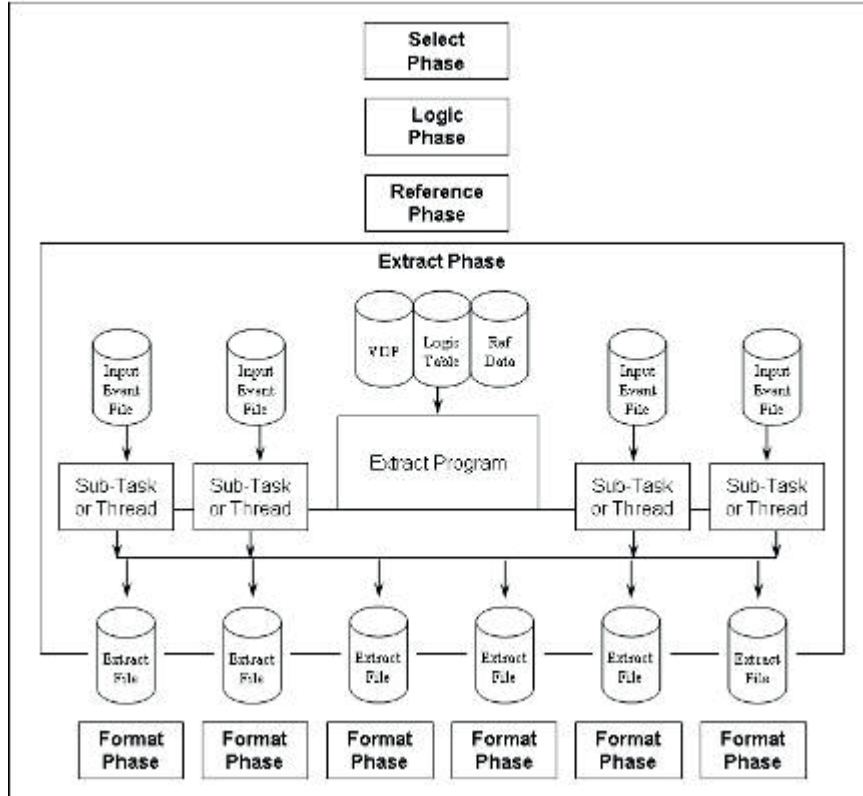 Select
Phase
Logic
Phase
Reference
Phase
Extract Phase
VDP
Logic
Table
Ref
Data
Input
Event
File
Input
Event
File
Input
Event
File
Input
Event
File
Extract Program
Sub-Task
or Thread
Sub-Task
or Thread
Sub-Task
or Thread
Sub-Task
or Thread
Extract
File
Extract
File
Extract
File
Extract
File
Extract
File
Extract
File
Format
Phase
Format
Phase
Format
Phase
Format
Phase
Format
Phase
Format
Phase